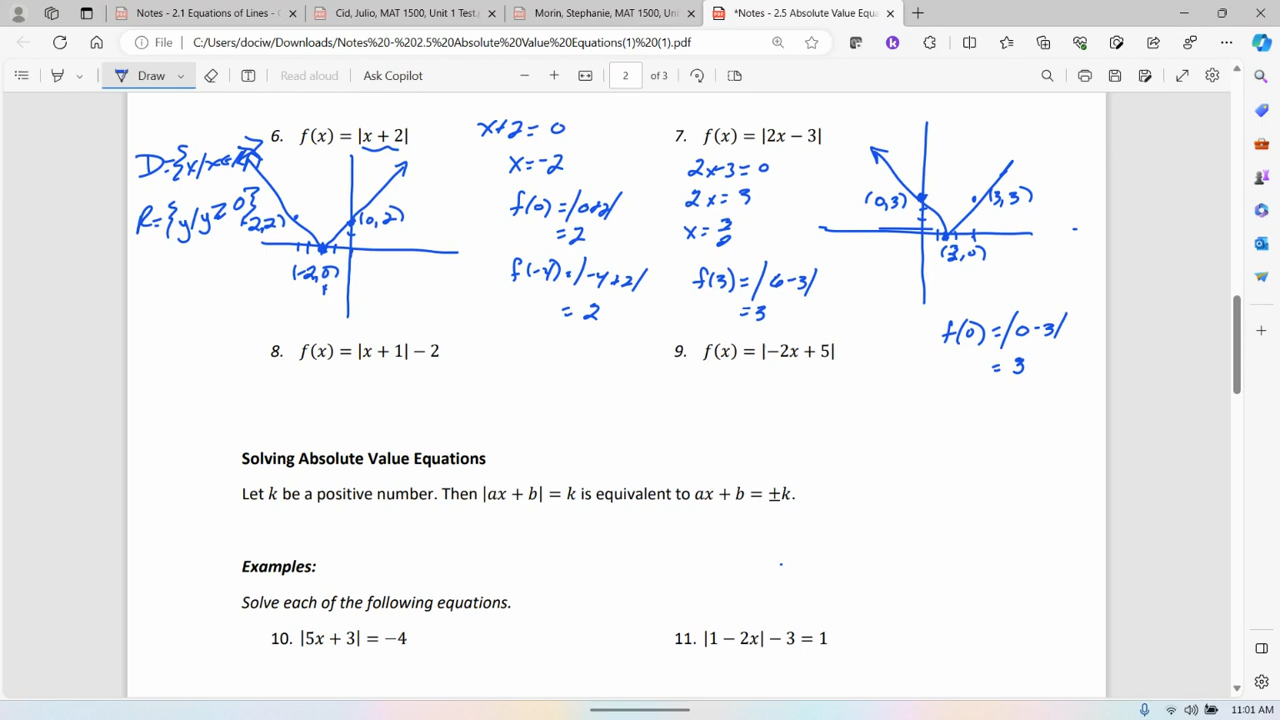 Notes - 2.1 Equations of Lines -
Cid, Julio, MAT 1500, Unit 1 Test.
Morin, Stephanie, MAT 1500, Uni
*Notes - 2.5 Absolute Value Equa
File
C:/Users/dociw/Downloads/Notes%20-%202.5%20Absolute%20Value%20Equations(1)%20(1).pdf
Draw
Read aloud
Ask Copilot
2 of 3
6. f(x) = |x + 2|
x+2 = 0
x = -2
f(0) = |0+2|
= 2
f(-4) = |-4+2|
= 2
D = {x/x∈R}
R = {y/y≥0}
(-2,2)
(0,2)
(-2,0)
7. f(x) = |2x − 3|
2x-3 = 0
2x = 3
x =
f(3) = |6-3|
= 3
(0,3)
(3,3)
f(0) = |0-3|
= 3
8. f(x) = |x + 1| − 2
9. f(x) = |−2x + 5|
Solving Absolute Value Equations
Let k be a positive number. Then |ax + b| = k is equivalent to ax + b = ±k.
Examples:
Solve each of the following equations.
10. |5x + 3| = −4
11. |1 − 2x| − 3 = 1
11:01 AM